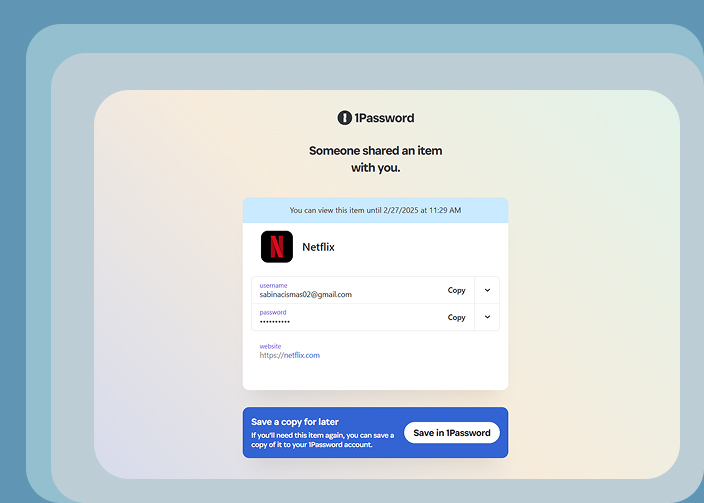 1Password
Someone shared an item
with you.
You can view this item until 2/27/2025 at 11:29 AM
N
Netflix
username
sabinacismas02@gmail.com
Copy
password
••••••••••
Copy
website
https://netflix.com
Save a copy for later
If you'll need this item again, you can save a
copy of it to your 1Password account.
Save in 1Password